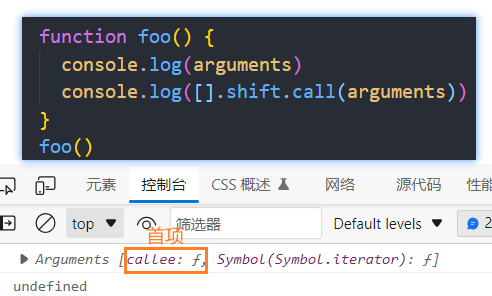 function foo() {
console.log(arguments)
console.log([].shift.call(arguments))
}
foo()
元素 控制台 CSS 概述 网络 源代码
top 筛选器 Default levels 2
首项
Arguments [callee: ƒ, Symbol(Symbol.iterator): ƒ]
undefined